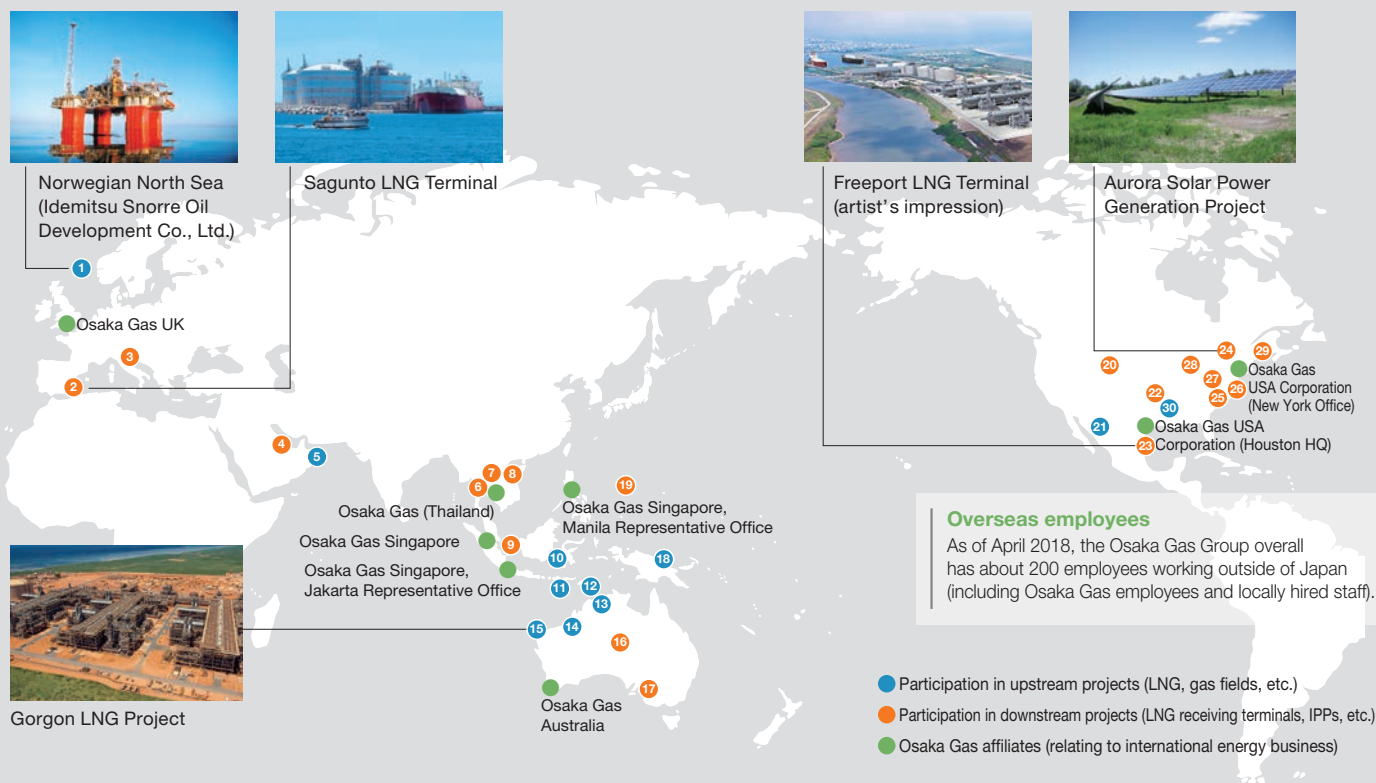 Norwegian North Sea
(Idemitsu Snorre Oil
Development Co., Ltd.)
Sagunto LNG Terminal
Freeport LNG Terminal
(artist's impression)
Aurora Solar Power
Generation Project
1
Osaka Gas UK
3
2
4
5
6
7
8
Osaka Gas (Thailand)
19
Osaka Gas Singapore,
Manila Representative Office
Osaka Gas Singapore
9
Osaka Gas Singapore,
Jakarta Representative Office
10
18
11
12
13
14
15
16
17
Osaka Gas
Australia
Gorgon LNG Project
20
28
24
29
Osaka Gas
USA Corporation
(New York Office)
27
26
22
25
30
21
Osaka Gas USA
Corporation (Houston HQ)
23
Overseas employees
As of April 2018, the Osaka Gas Group overall
has about 200 employees working outside of Japan
(including Osaka Gas employees and locally hired staff).
Participation in upstream projects (LNG, gas fields, etc.)
Participation in downstream projects (LNG receiving terminals, IPPs, etc.)
Osaka Gas affiliates (relating to international energy business)